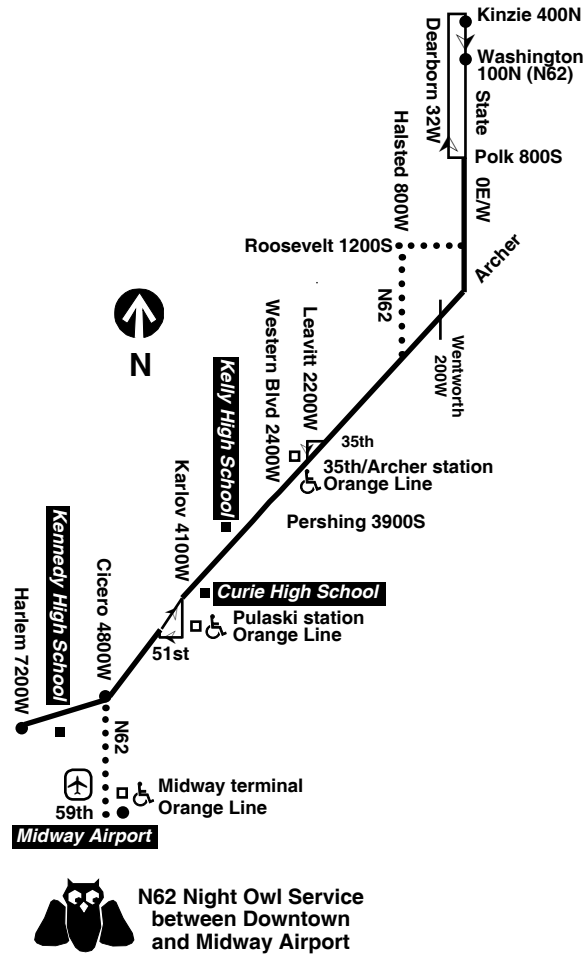 Kinzie 400N
Washington
100N (N62)
Dearborn 32W
State
Polk 800S
0E/W
Halsted 800W
Roosevelt 1200S
Archer
N62
N
Wentworth
200W
Leavitt 2200W
Western Blvd 2400W
35th
35th/Archer station
Orange Line
Kelly High School
Pershing 3900S
Karlov 4100W
Curie High School
Pulaski station
Orange Line
51st
Kennedy High School
Cicero 4800W
Harlem 7200W
N62
Midway terminal
Orange Line
59th
Midway Airport
N62 Night Owl Service
between Downtown
and Midway Airport